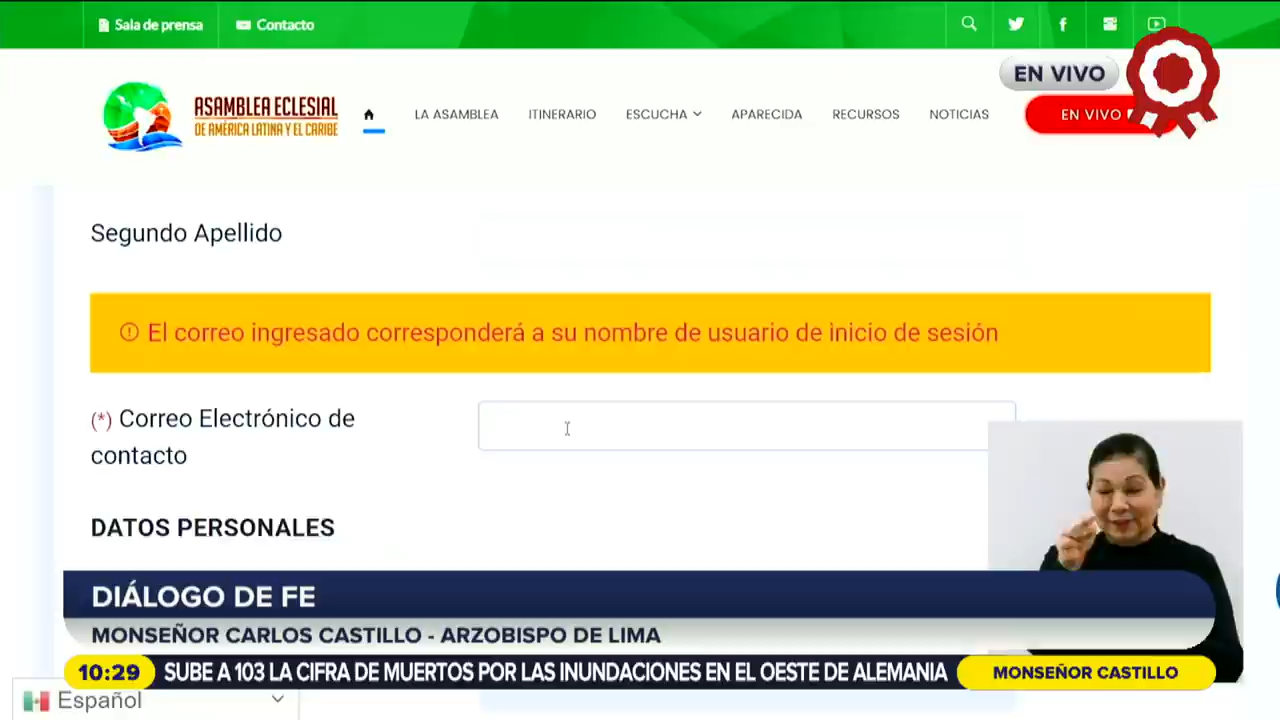 Sala de prensa
Contacto
EN VIVO
ASAMBLEA ECLESIAL
DE AMÉRICA LATINA Y EL CARIBE
LA ASAMBLEA
ITINERARIO
ESCUCHA
APARECIDA
RECURSOS
NOTICIAS
EN VIVO
Segundo Apellido
El correo ingresado corresponderá a su nombre de usuario de inicio de sesión
(*) Correo Electrónico de
contacto
DATOS PERSONALES
DIÁLOGO DE FE
MONSEÑOR CARLOS CASTILLO - ARZOBISPO DE LIMA
10:29 SUBE A 103 LA CIFRA DE MUERTOS POR LAS INUNDACIONES EN EL OESTE DE ALEMANIA
MONSEÑOR CASTILLO
Español